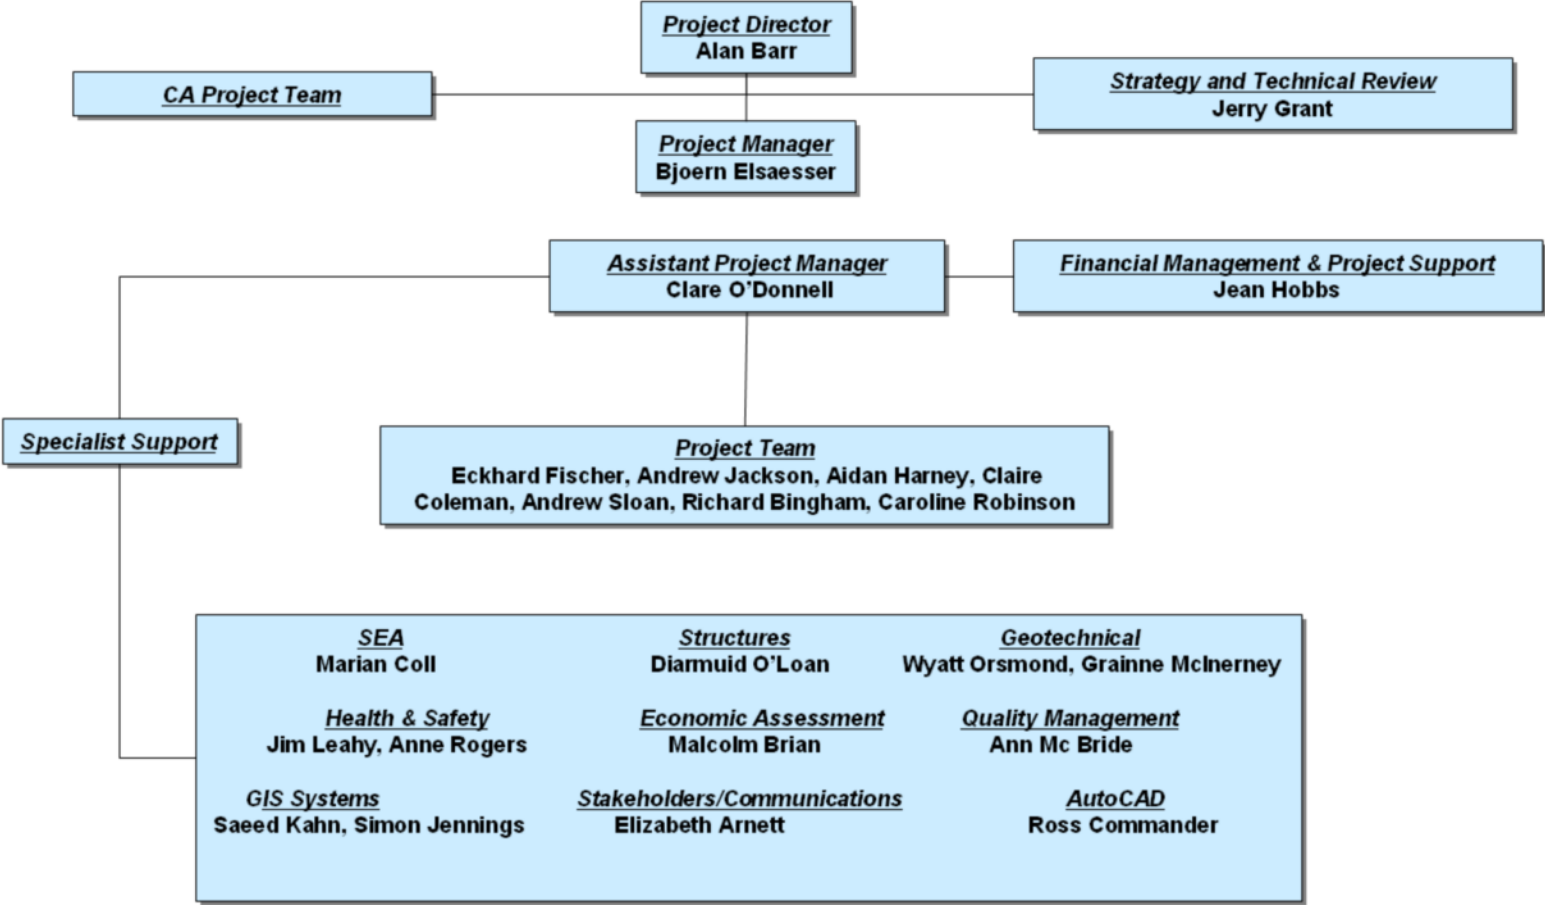 Project Director
Alan Barr
CA Project Team
Strategy and Technical Review
Jerry Grant
Project Manager
Bjoern Elsaesser
Assistant Project Manager
Clare O'Donnell
Financial Management & Project Support
Jean Hobbs
Specialist Support
Project Team
Eckhard Fischer, Andrew Jackson, Aidan Harney, Claire
Coleman, Andrew Sloan, Richard Bingham, Caroline Robinson
SEA
Marian Coll
Structures
Diarmuid O'Loan
Geotechnical
Wyatt Orsmond, Grainne McInerney
Health & Safety
Jim Leahy, Anne Rogers
Economic Assessment
Malcolm Brian
Quality Management
Ann Mc Bride
GIS Systems
Saeed Kahn, Simon Jennings
Stakeholders/Communications
Elizabeth Arnett
AutoCAD
Ross Commander